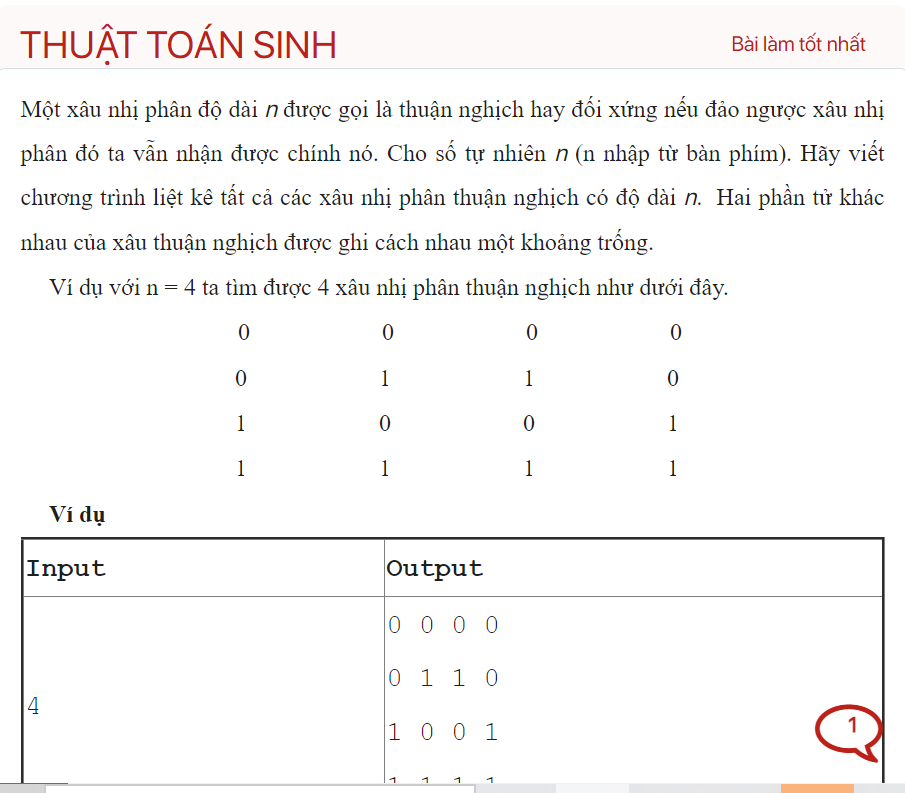 THUẬT TOÁN SINH
Bài làm tốt nhất
Một xâu nhị phân độ dài n được gọi là thuận nghịch hay đối xứng nếu đảo ngược xâu nhị
phân đó ta vẫn nhận được chính nó. Cho số tự nhiên n (n nhập từ bàn phím). Hãy viết
chương trình liệt kê tất cả các xâu nhị phân thuận nghịch có độ dài n. Hai phần tử khác
nhau của xâu thuận nghịch được ghi cách nhau một khoảng trống.
Ví dụ với n = 4 ta tìm được 4 xâu nhị phân thuận nghịch như dưới đây.
0 0 0 0
0 1 1 0
1 0 0 1
1 1 1 1
Ví dụ
Input Output
0 0 0 0
0 1 1 0
4
1 0 0 1
1
1 1 1 1